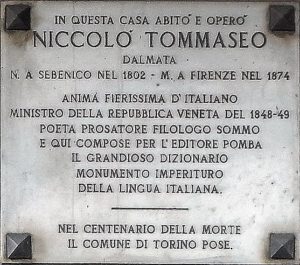 IN QUESTA CASA ABITÒ E OPERÒ
NICCOLÒ TOMMASEO
DALMATA
N. A SEBENICO NEL 1802 - M. A FIRENZE NEL 1874
ANIMA FIERISSIMA D'ITALIANO
MINISTRO DELLA REPUBBLICA VENETA DEL 1848-49
POETA PROSATORE FILOLOGO SOMMO
E QUI COMPOSE PER L'EDITORE POMBA
IL GRANDIOSO DIZIONARIO
MONUMENTO IMPERITURO
DELLA LINGUA ITALIANA.
NEL CENTENARIO DELLA MORTE
IL COMUNE DI TORINO POSE.